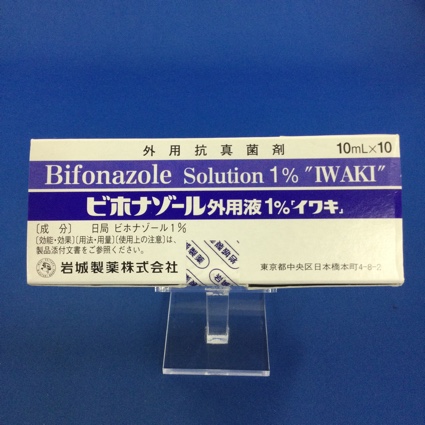 外用抗真菌剤 10mL×10
Bifonazole Solution 1% "IWAKI"
ビホナゾール外用液1%「イワキ」
〔成 分〕 日局 ビホナゾール1%
〔効能・効果〕〔用法・用量〕〔使用上の注意〕は、
製品添付文書をご参照ください。
岩城製薬株式会社
東京都中央区日本橋本町4-8-2